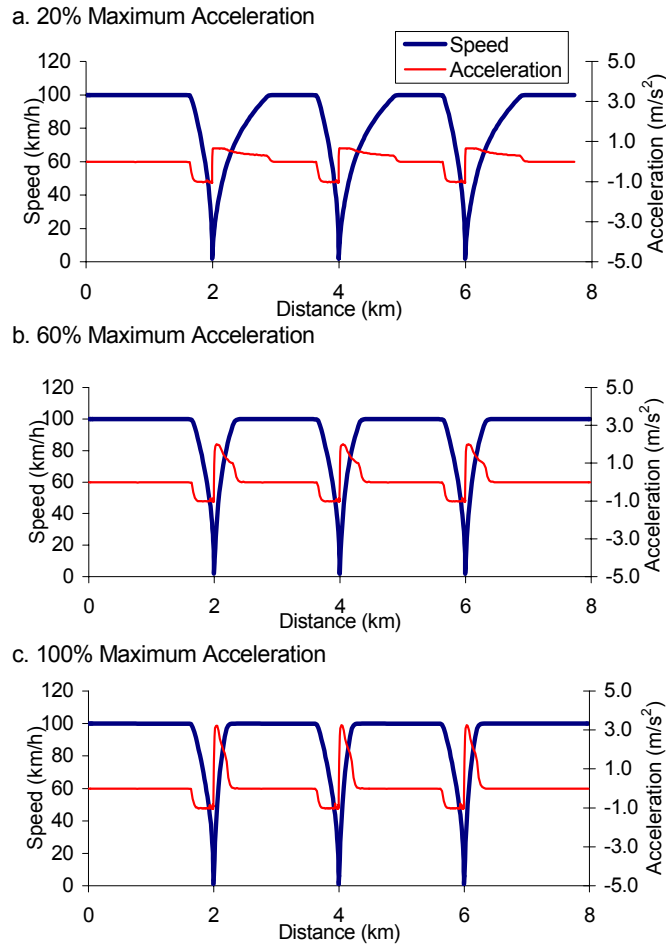 a. 20% Maximum Acceleration
Speed
Acceleration
120
100
80
60
40
20
0
Speed (km/h)
5.0
3.0
1.0
-1.0
-3.0
-5.0
Acceleration (m/s²)
0 2 4 6 8
Distance (km)
b. 60% Maximum Acceleration
120
100
80
60
40
20
0
Speed (km/h)
5.0
3.0
1.0
-1.0
-3.0
-5.0
Acceleration (m/s²)
0 2 4 6 8
Distance (km)
c. 100% Maximum Acceleration
120
100
80
60
40
20
0
Speed (km/h)
5.0
3.0
1.0
-1.0
-3.0
-5.0
Acceleration (m/s²)
0 2 4 6 8
Distance (km)